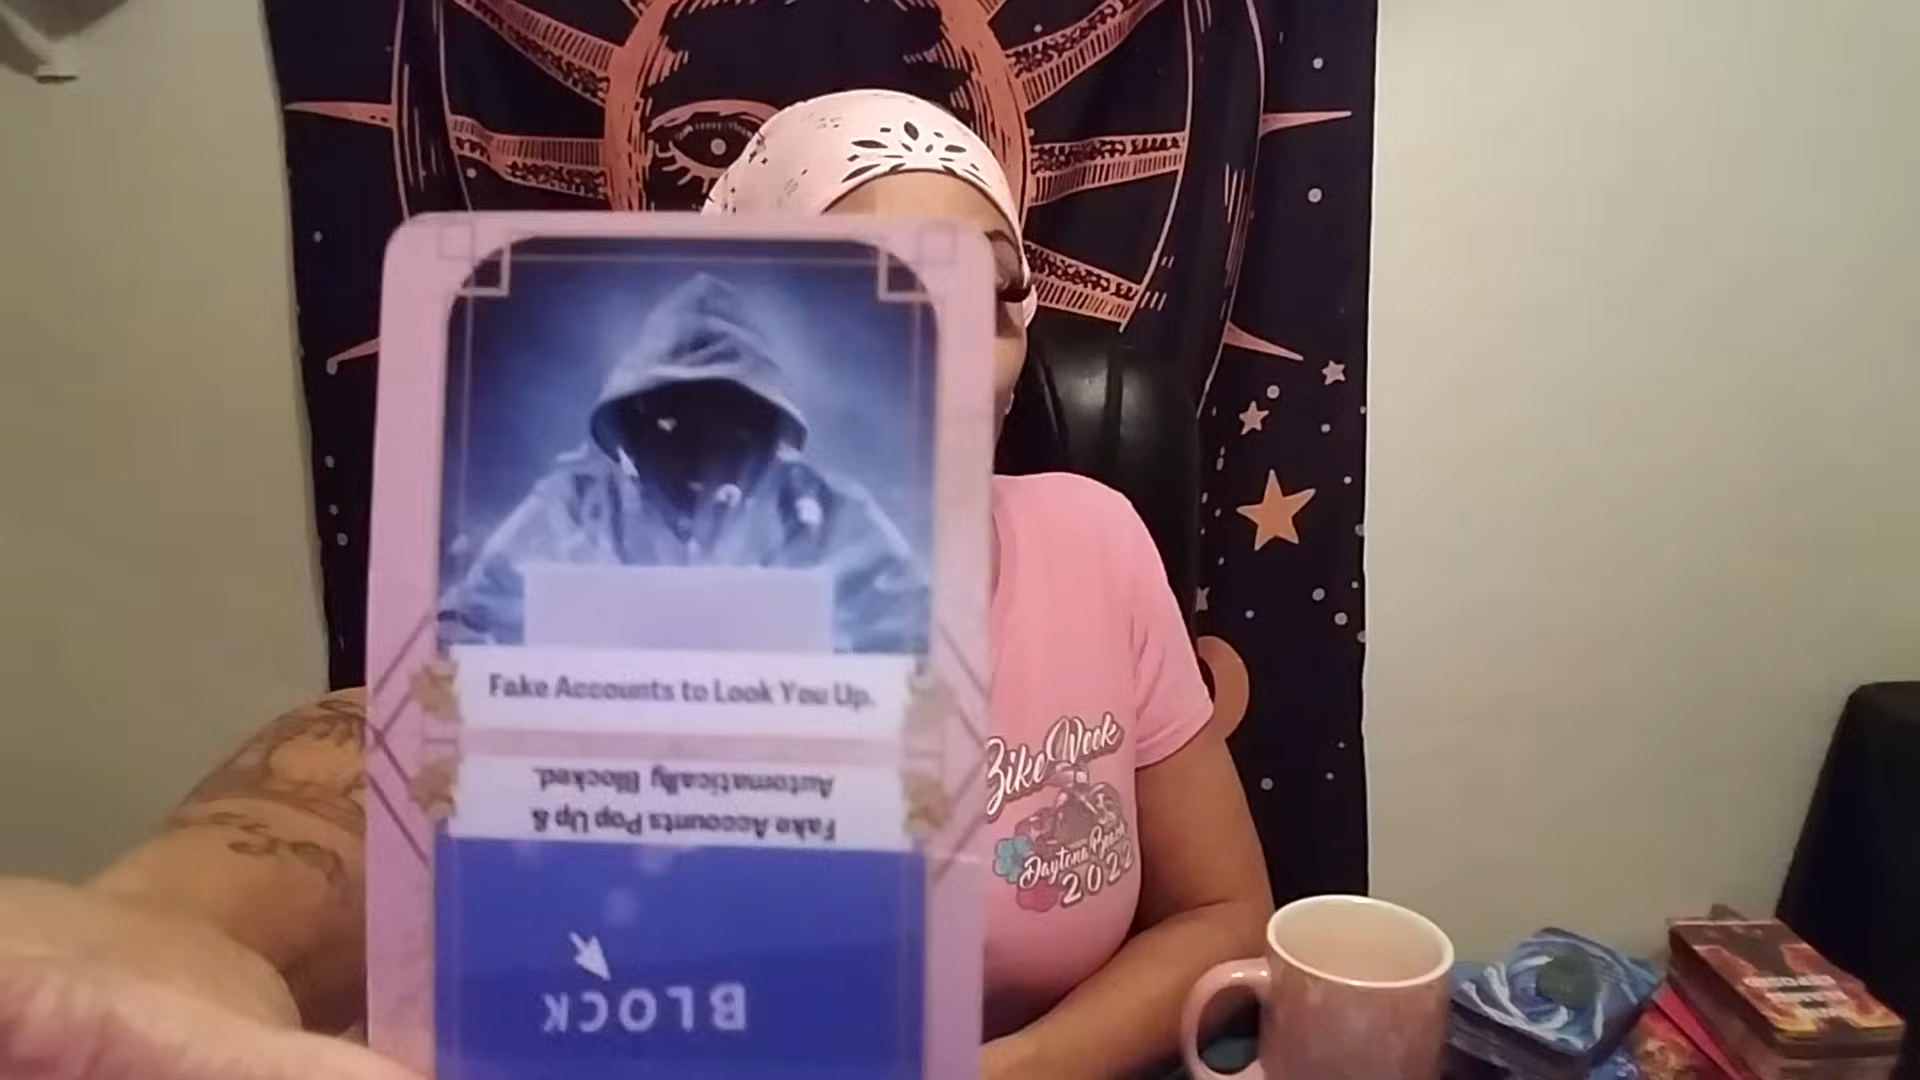 Fake Accounts to Look You Up.
Fake Accounts Pop Up &
Automatically Blocked.
BLOCK
Bike Week
Daytona Beach
2022